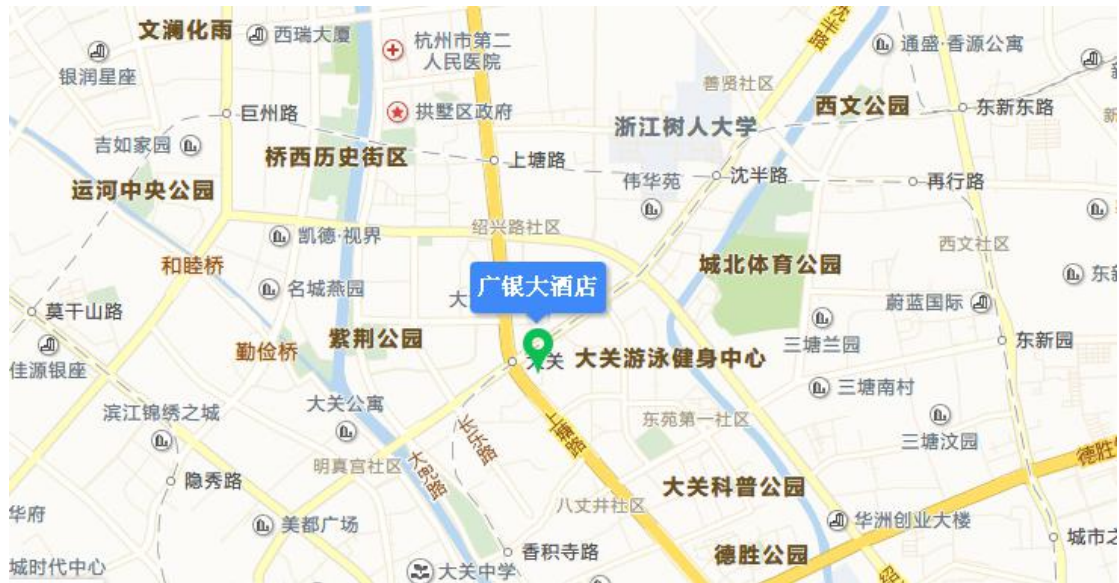 文澜化雨
西瑞大厦
杭州市第二
人民医院
沈半路
通盛·香源公寓
银润星座
善贤社区
巨州路
拱墅区政府
浙江树人大学
西文公园
东新东路
吉如家园
桥西历史街区
上塘路
沈半路
再行路
运河中央公园
伟华苑
绍兴路社区
凯德·视界
西文社区
和睦桥
城北体育公园
名城燕园
广银大酒店
蔚蓝国际
莫干山路
紫荆公园
三塘兰园
东新园
佳源银座
勤俭桥
大关
大关游泳健身中心
三塘南村
滨江锦绣之城
大关公寓
长乐路
上塘路
东苑第一社区
三塘汶园
明真宫社区
大兜路
德胜
隐秀路
大关科普公园
华府
美都广场
八丈井社区
华洲创业大楼
城市之
城时代中心
香积寺路
德胜公园
大关中学
绍